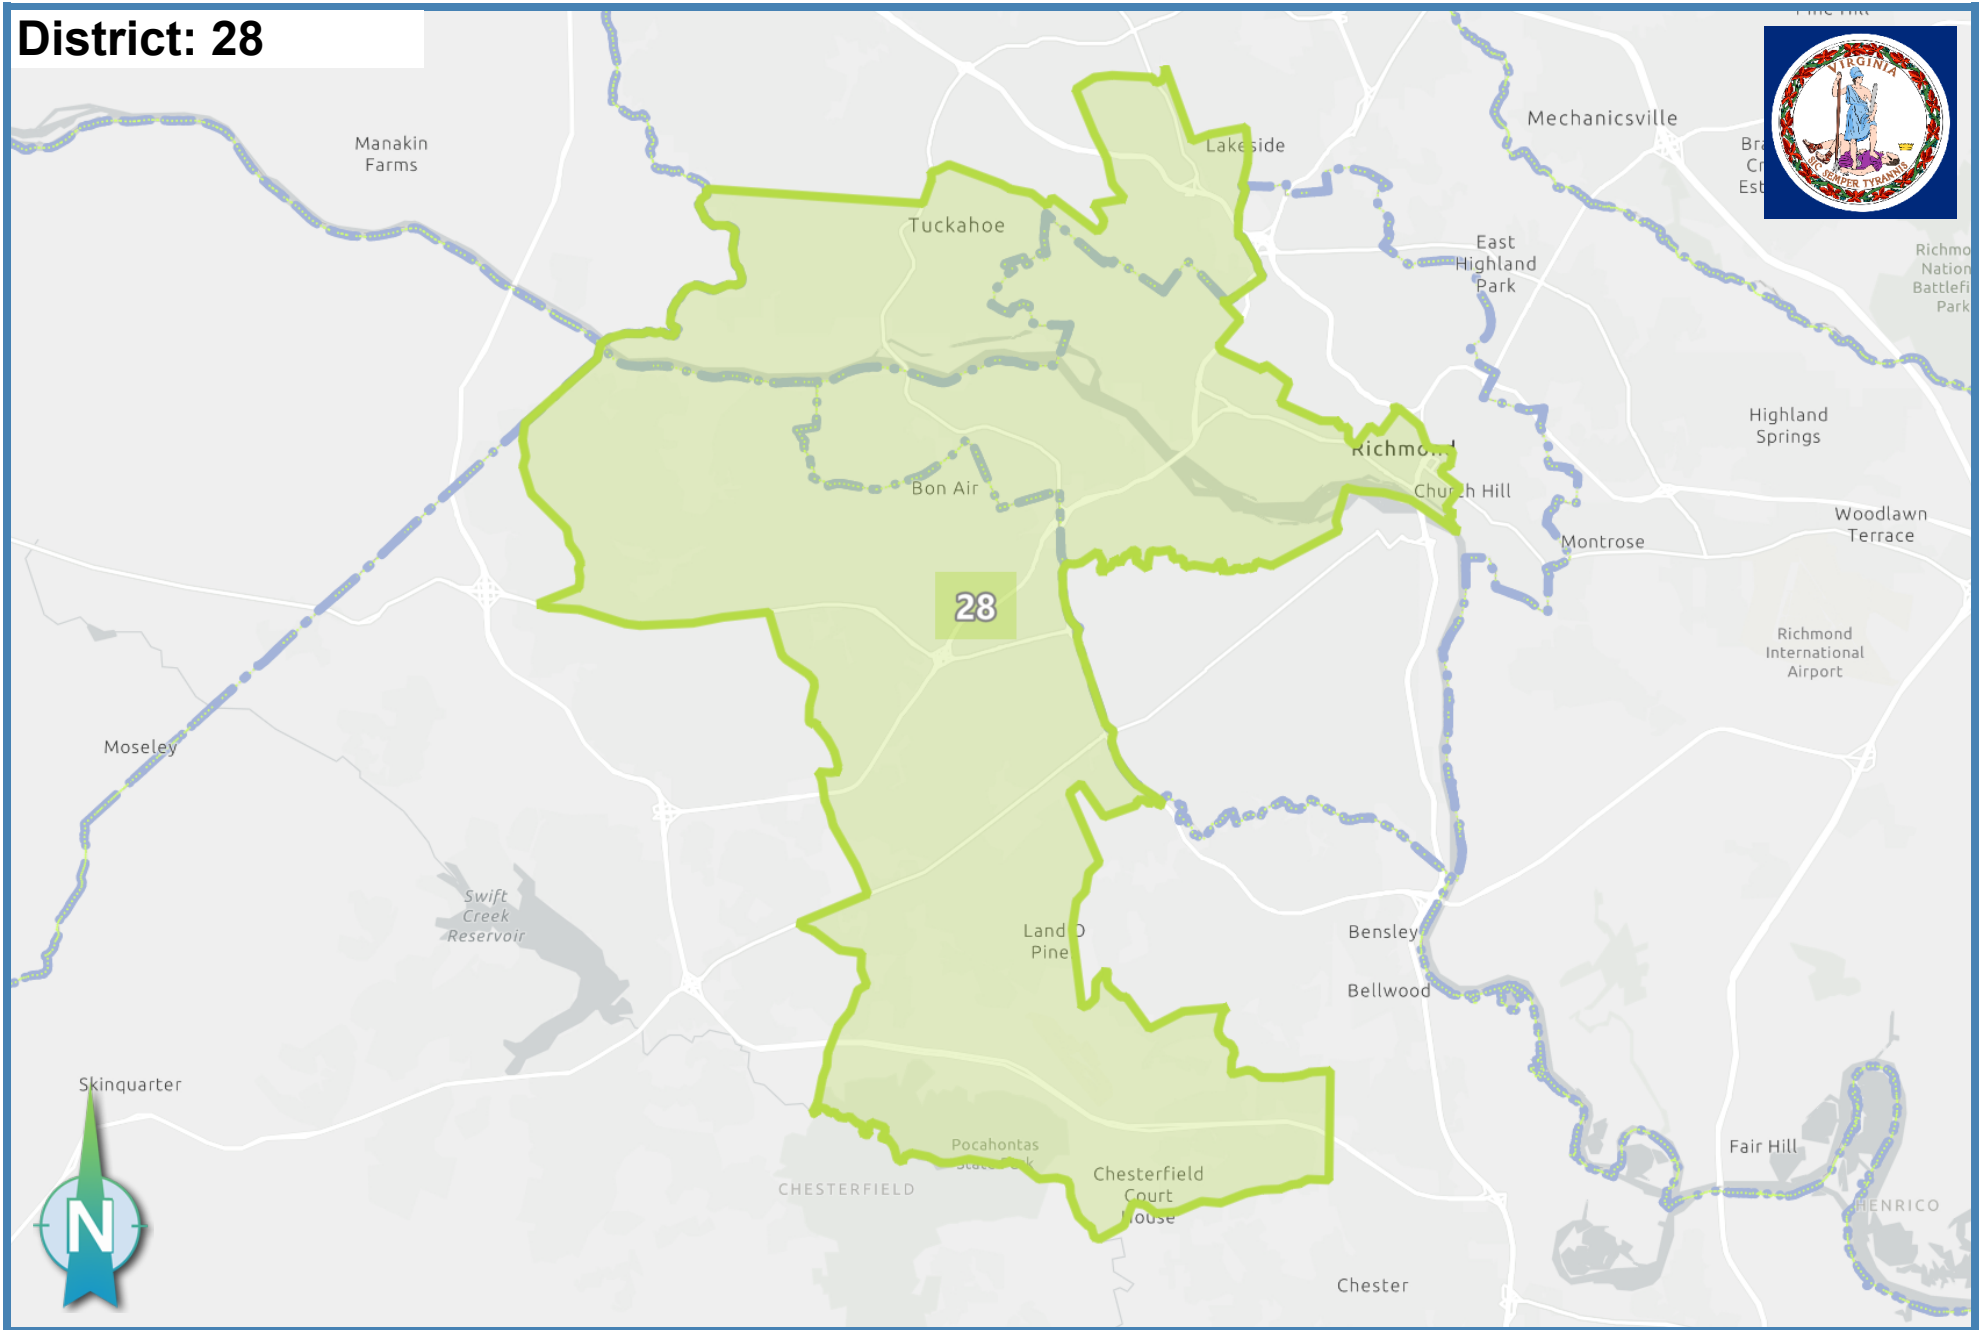 District: 28
VIRGINIA
SIC SEMPER TYRANNIS
Mechanicsville
Manakin
Farms
Lakeside
Tuckahoe
East
Highland
Park
Highland
Springs
Richmond
Church Hill
Bon Air
Woodlawn
Terrace
Montrose
28
Richmond
International
Airport
Moseley
Swift
Creek
Reservoir
Land O
Pine
Bensley
Bellwood
Skinquarter
Pocahontas
State Park
Fair Hill
Chesterfield
Court
House
CHESTERFIELD
HENRICO
N
Chester